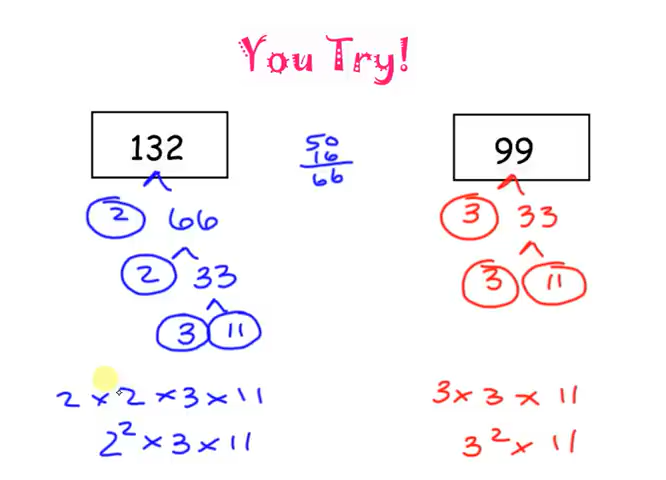 You Try!
132
50
16
66
99
2 66
3 33
2 33
3 11
3 11
2 × 2 × 3 × 11
3 × 3 × 11
2² × 3 × 11
3² × 11